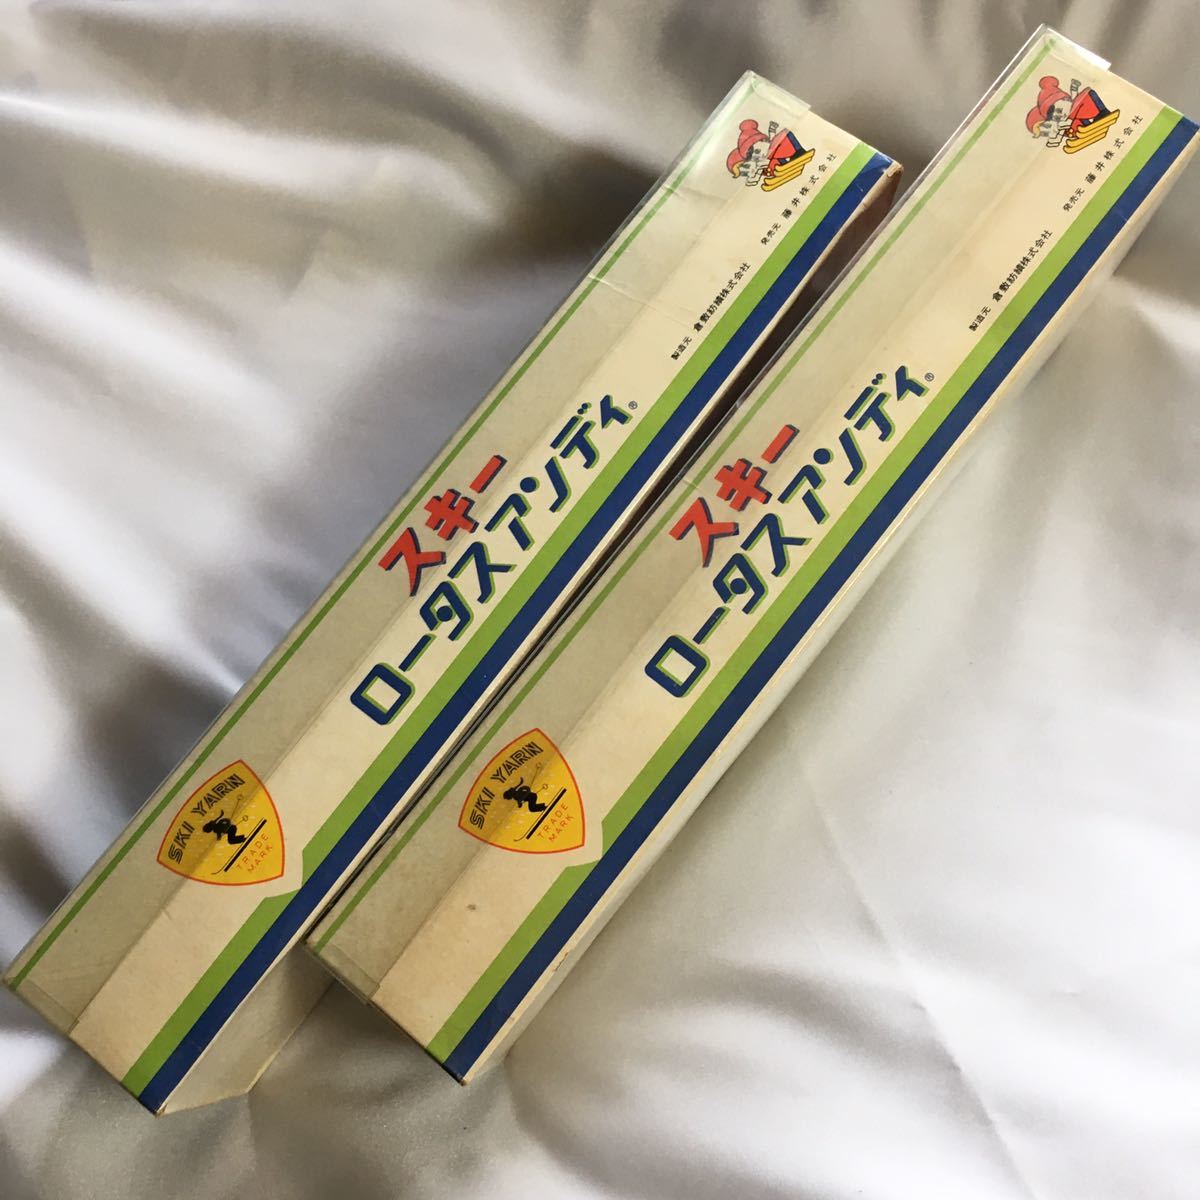 スキー
ロータスアンディ®
製造元 倉敷紡績株式会社
発売元 藤井株式会社
SKI YARN
TRADE
MARK
スキー
ロータスアンディ®
製造元 倉敷紡績株式会社
発売元 藤井株式会社
SKI YARN
TRADE
MARK